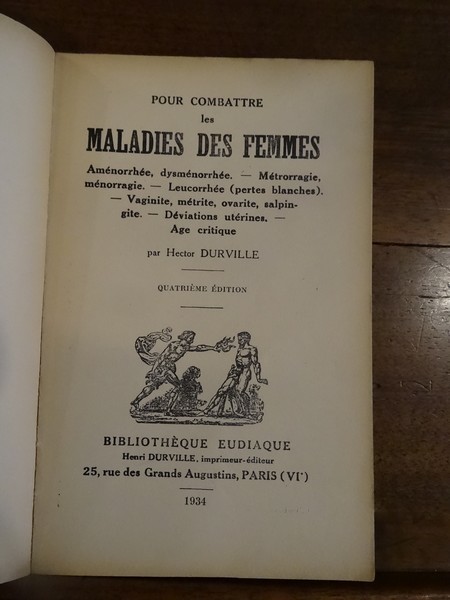 POUR COMBATTRE
les
MALADIES DES FEMMES
Aménorrhée, dysménorrhée. — Métrorragie,
ménorragie. — Leucorrhée (pertes blanches).
— Vaginite, métrite, ovarite, salpin-
gite. — Déviations utérines. —
Age critique
par Hector DURVILLE
QUATRIÈME ÉDITION
BIBLIOTHÈQUE EUDIAQUE
Henri DURVILLE, imprimeur-éditeur
25, rue des Grands Augustins, PARIS (VIᵉ)
1934